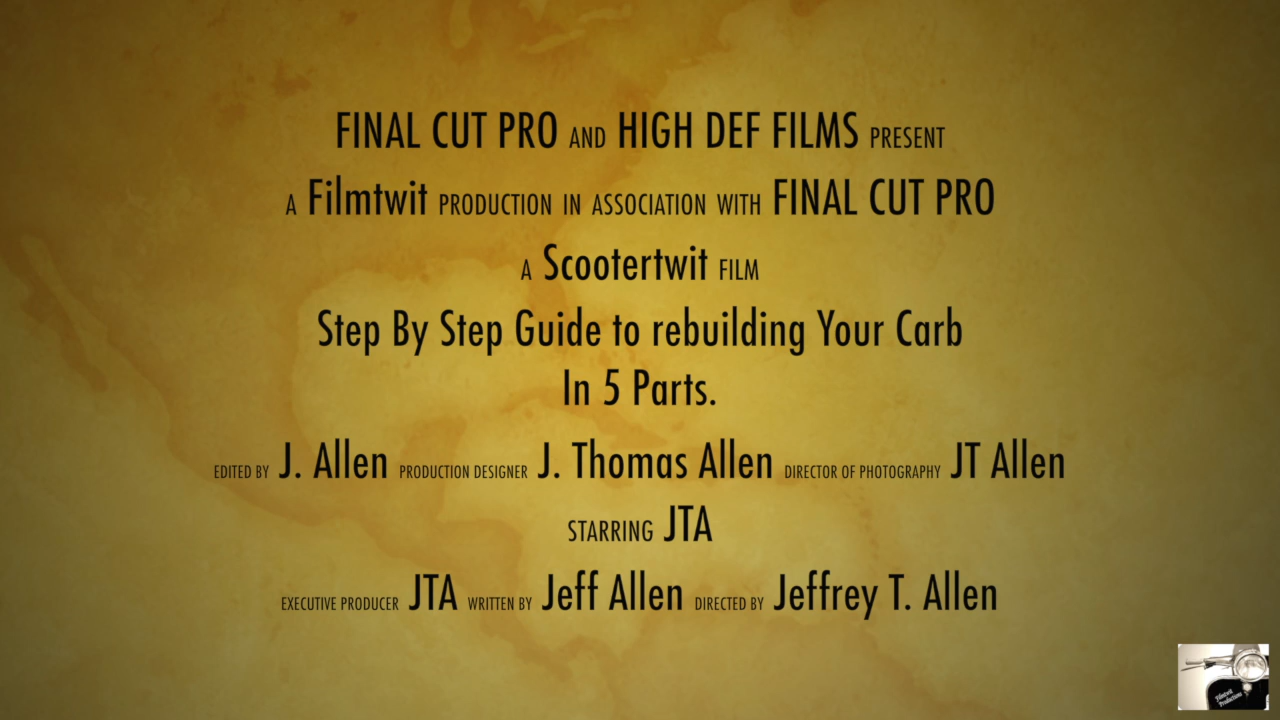 FINAL CUT PRO AND HIGH DEF FILMS PRESENT
A Filmtwit PRODUCTION IN ASSOCIATION WITH FINAL CUT PRO
A Scootertwit FILM
Step By Step Guide to rebuilding Your Carb
In 5 Parts.
EDITED BY J. Allen PRODUCTION DESIGNER J. Thomas Allen DIRECTOR OF PHOTOGRAPHY JT Allen
STARRING JTA
EXECUTIVE PRODUCER JTA WRITTEN BY Jeff Allen DIRECTED BY Jeffrey T. Allen
Filmtwit
Productions